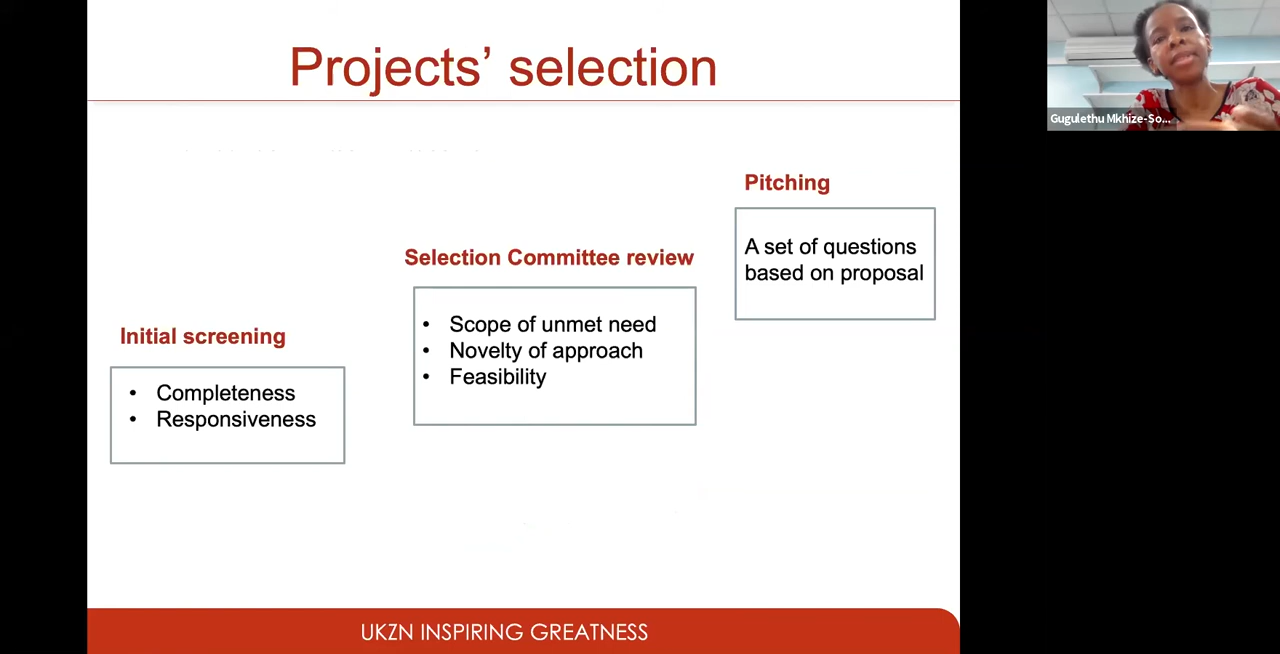 Projects’ selection
Gugulethu Mkhize-So...
Pitching
A set of questions
based on proposal
Selection Committee review
• Scope of unmet need
• Novelty of approach
• Feasibility
Initial screening
• Completeness
• Responsiveness
UKZN INSPIRING GREATNESS